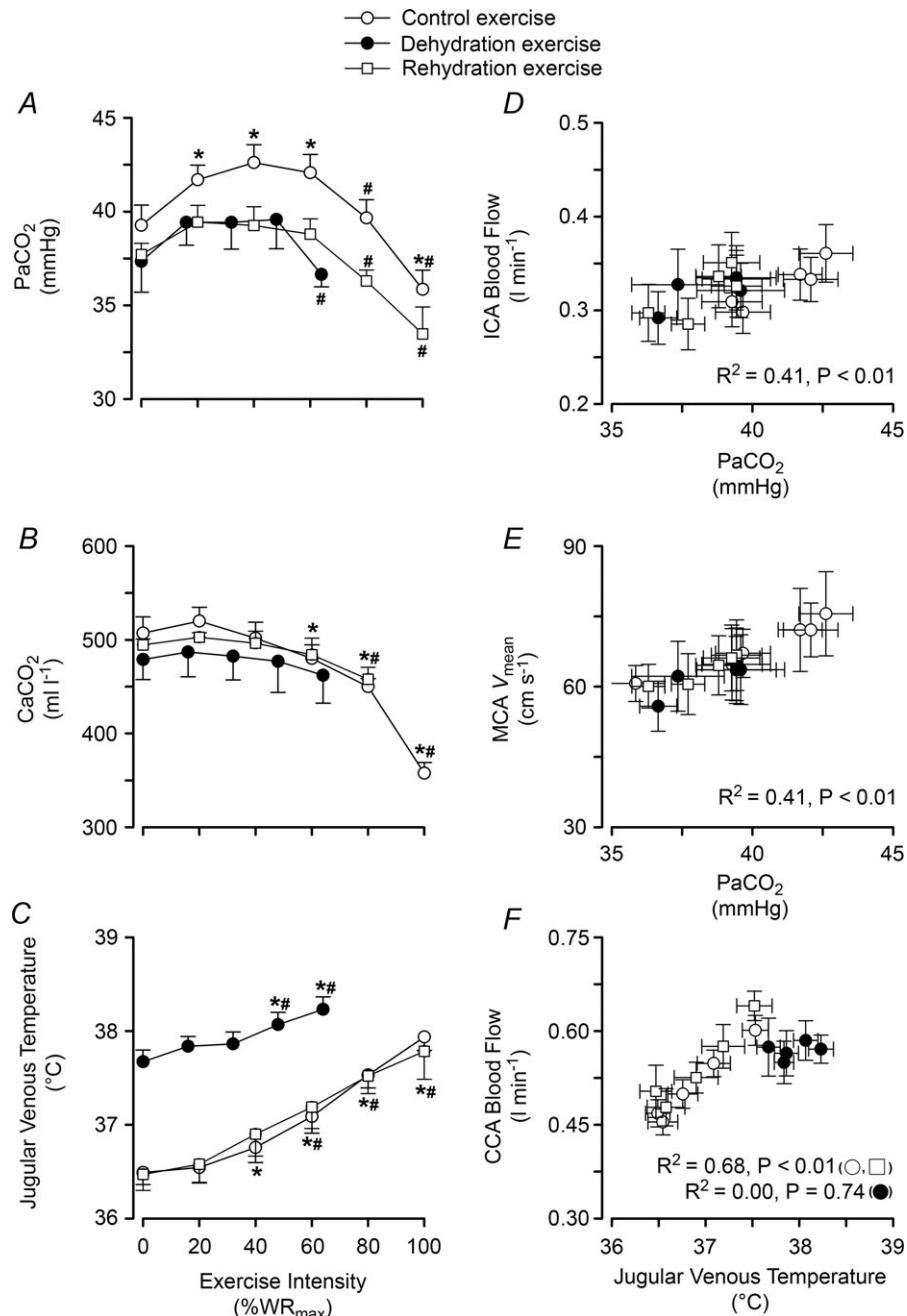 Control exercise
Dehydration exercise
Rehydration exercise
A
45
40
35
30
PaCO2
(mmHg)
*
*
*
#
*#
#
#
#
D
0.5
0.4
0.3
0.2
ICA Blood Flow
(l min-1)
R2 = 0.41, P < 0.01
35
40
45
PaCO2
(mmHg)
B
600
500
400
300
CaCO2
(ml l-1)
*
*#
*#
E
90
60
30
MCA Vmean
(cm s-1)
R2 = 0.41, P < 0.01
35
40
45
PaCO2
(mmHg)
C
39
38
37
36
Jugular Venous Temperature
(°C)
*#
*#
*
*#
*#
*#
0
20
40
60
80
100
Exercise Intensity
(%WRmax)
F
0.75
0.60
0.45
0.30
CCA Blood Flow
(l min-1)
R2 = 0.68, P < 0.01 (○, □)
R2 = 0.00, P = 0.74 (●)
36
37
38
39
Jugular Venous Temperature
(°C)